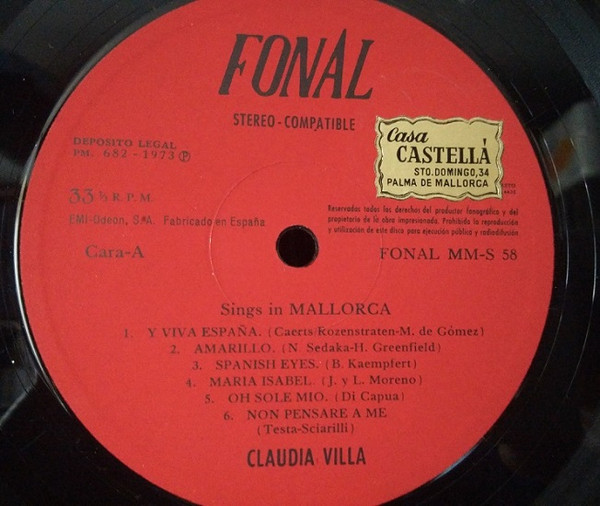 FONAL
STEREO-COMPATIBLE
DEPOSITO LEGAL
PM. 682-1973 Ⓟ
Casa
CASTELLÁ
STO. DOMINGO, 34
PALMA DE MALLORCA
33 ⅓ R. P. M.
EMI-Odeon, S.A. Fabricado en España
Reservados todos los derechos del productor fonográfico y del
propietario de la obra impresionada. Prohibida la reproducción
y utilización de este disco para ejecución pública y radiodifusión
Cara-A
FONAL MM-S 58
Sings in MALLORCA
1. Y VIVA ESPAÑA. (Caerts/Rozenstraten-M. de Gómez)
2. AMARILLO. (N Sedaka-H. Greenfield)
3. SPANISH EYES. (B. Kaempfert)
4. MARIA ISABEL. (J. y L. Moreno)
5. OH SOLE MIO. (Di Capua)
6. NON PENSARE A ME
(Testa-Sciarilli)
CLAUDIA VILLA